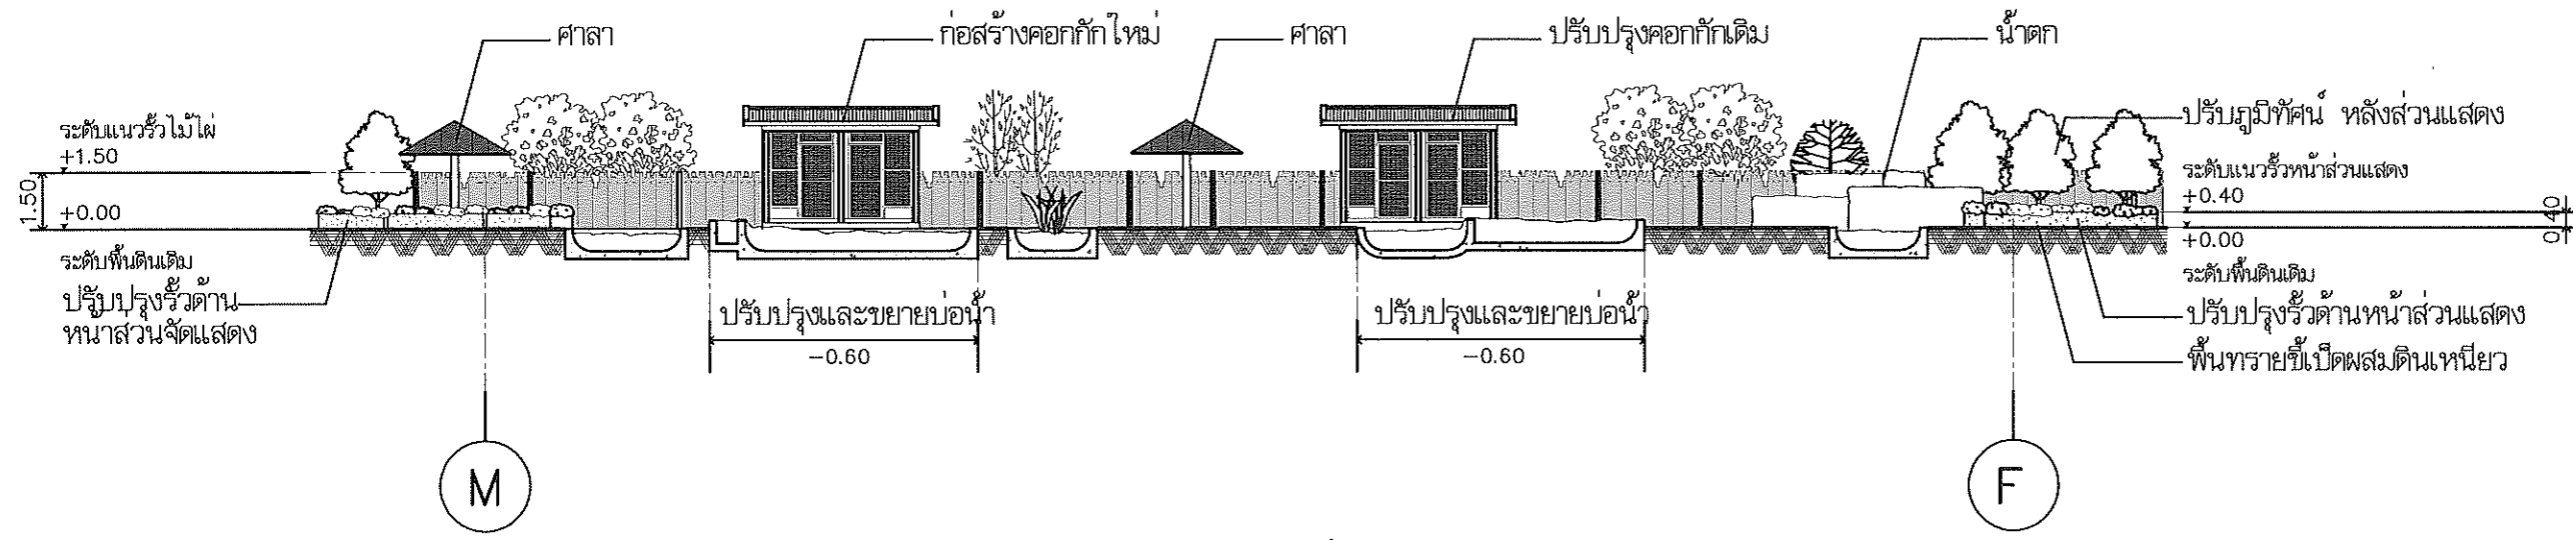 ศาลา
ก่อสร้างคอกกักใหม่
ศาลา
ปรับปรุงคอกกักเดิม
น้ำตก
ระดับแนวรั้วไม้ไผ่
+1.50
1.50
+0.00
ระดับพื้นดินเดิม
ปรับปรุงรั้วด้าน
หน้าส่วนจัดแสดง
ปรับปรุงและขยายบ่อน้ำ
-0.60
ปรับปรุงและขยายบ่อน้ำ
-0.60
ปรับภูมิทัศน์ หลังส่วนแสดง
ระดับแนวรั้วหน้าส่วนแสดง
+0.40
0.40
+0.00
ระดับพื้นดินเดิม
ปรับปรุงรั้วด้านหน้าส่วนแสดง
พื้นทรายขี้เป็ดผสมดินเหนียว
M
F